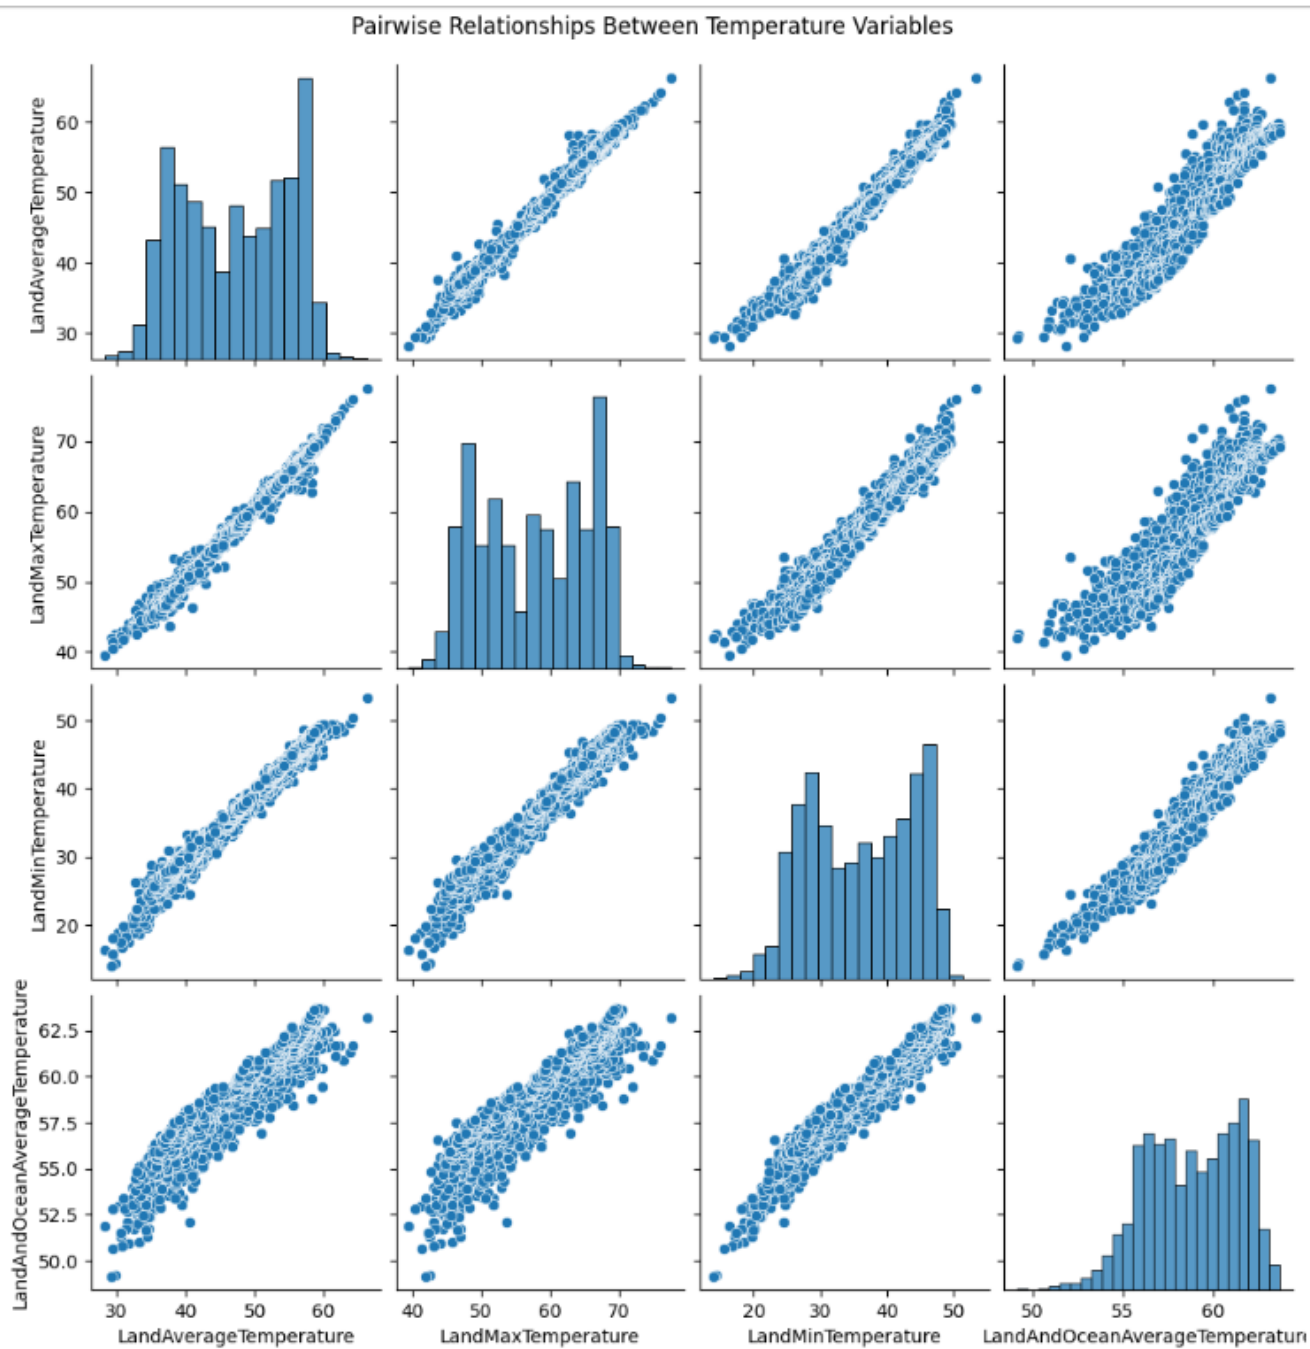 Pairwise Relationships Between Temperature Variables
LandAverageTemperature
60
50
40
30
LandMaxTemperature
70
60
50
40
LandMinTemperature
50
40
30
20
LandAndOceanAverageTemperature
62.5
60.0
57.5
55.0
52.5
50.0
30 40 50 60 40 50 60 70 20 30 40 50 50 55 60
LandAverageTemperature LandMaxTemperature LandMinTemperature LandAndOceanAverageTemperatur